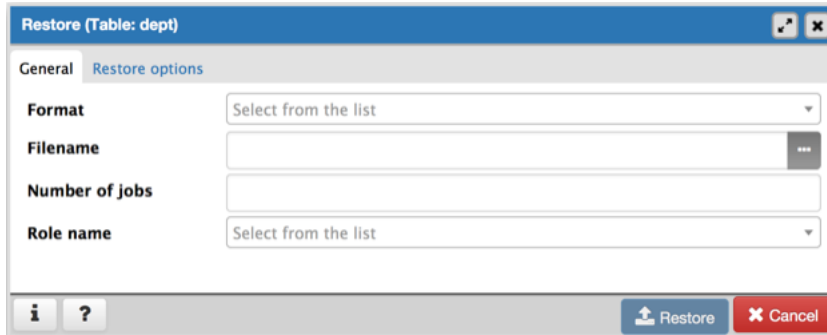 Restore (Table: dept)
General Restore options
Format Select from the list
Filename
Number of jobs
Role name Select from the list
i ? Restore Cancel